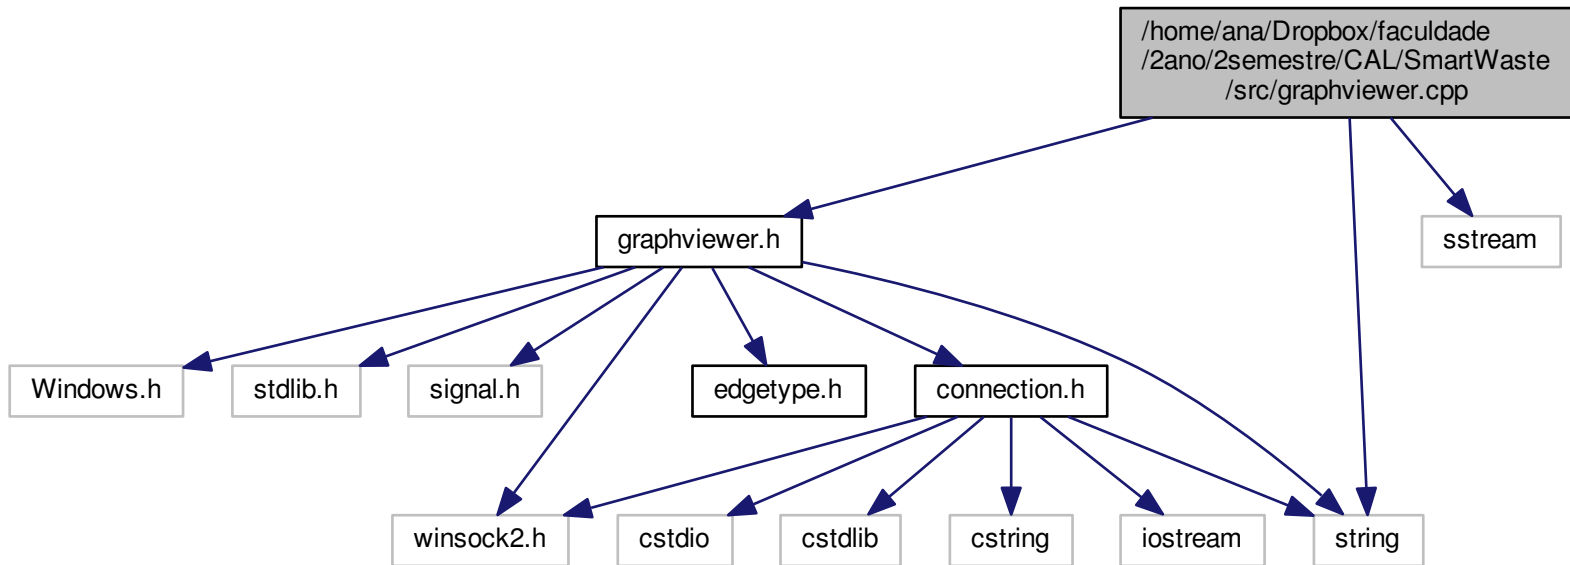 /home/ana/Dropbox/faculdade
/2ano/2semestre/CAL/SmartWaste
/src/graphviewer.cpp
graphviewer.h
sstream
Windows.h
stdlib.h
signal.h
edgetype.h
connection.h
winsock2.h
cstdio
cstdlib
cstring
iostream
string